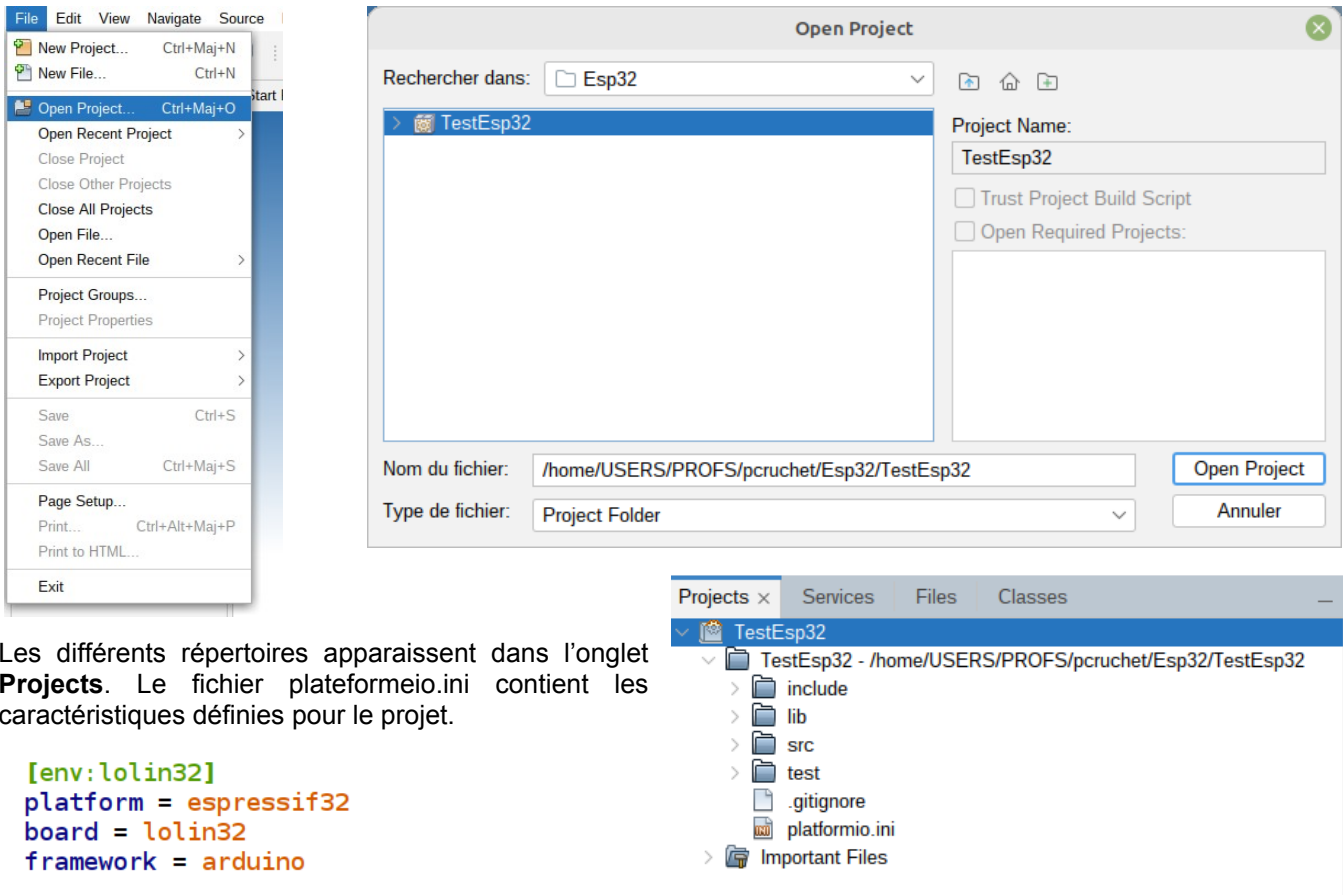 File Edit View Navigate Source
New Project... Ctrl+Maj+N
New File... Ctrl+N
Open Project... Ctrl+Maj+O
Start
Open Recent Project
Close Project
Close Other Projects
Close All Projects
Open File...
Open Recent File
Project Groups...
Project Properties
Import Project
Export Project
Save Ctrl+S
Save As...
Save All Ctrl+Maj+S
Page Setup...
Print... Ctrl+Alt+Maj+P
Print to HTML...
Exit
Open Project
Rechercher dans: Esp32
TestEsp32
Project Name:
TestEsp32
Trust Project Build Script
Open Required Projects:
Nom du fichier: /home/USERS/PROFS/pcruchet/Esp32/TestEsp32
Open Project
Type de fichier: Project Folder
Annuler
Les différents répertoires apparaissent dans l’onglet
Projects. Le fichier plateformeio.ini contient les
caractéristiques définies pour le projet.
[env:lolin32]
platform = espressif32
board = lolin32
framework = arduino
Projects Services Files Classes
TestEsp32
TestEsp32 - /home/USERS/PROFS/pcruchet/Esp32/TestEsp32
include
lib
src
test
.gitignore
platformio.ini
Important Files